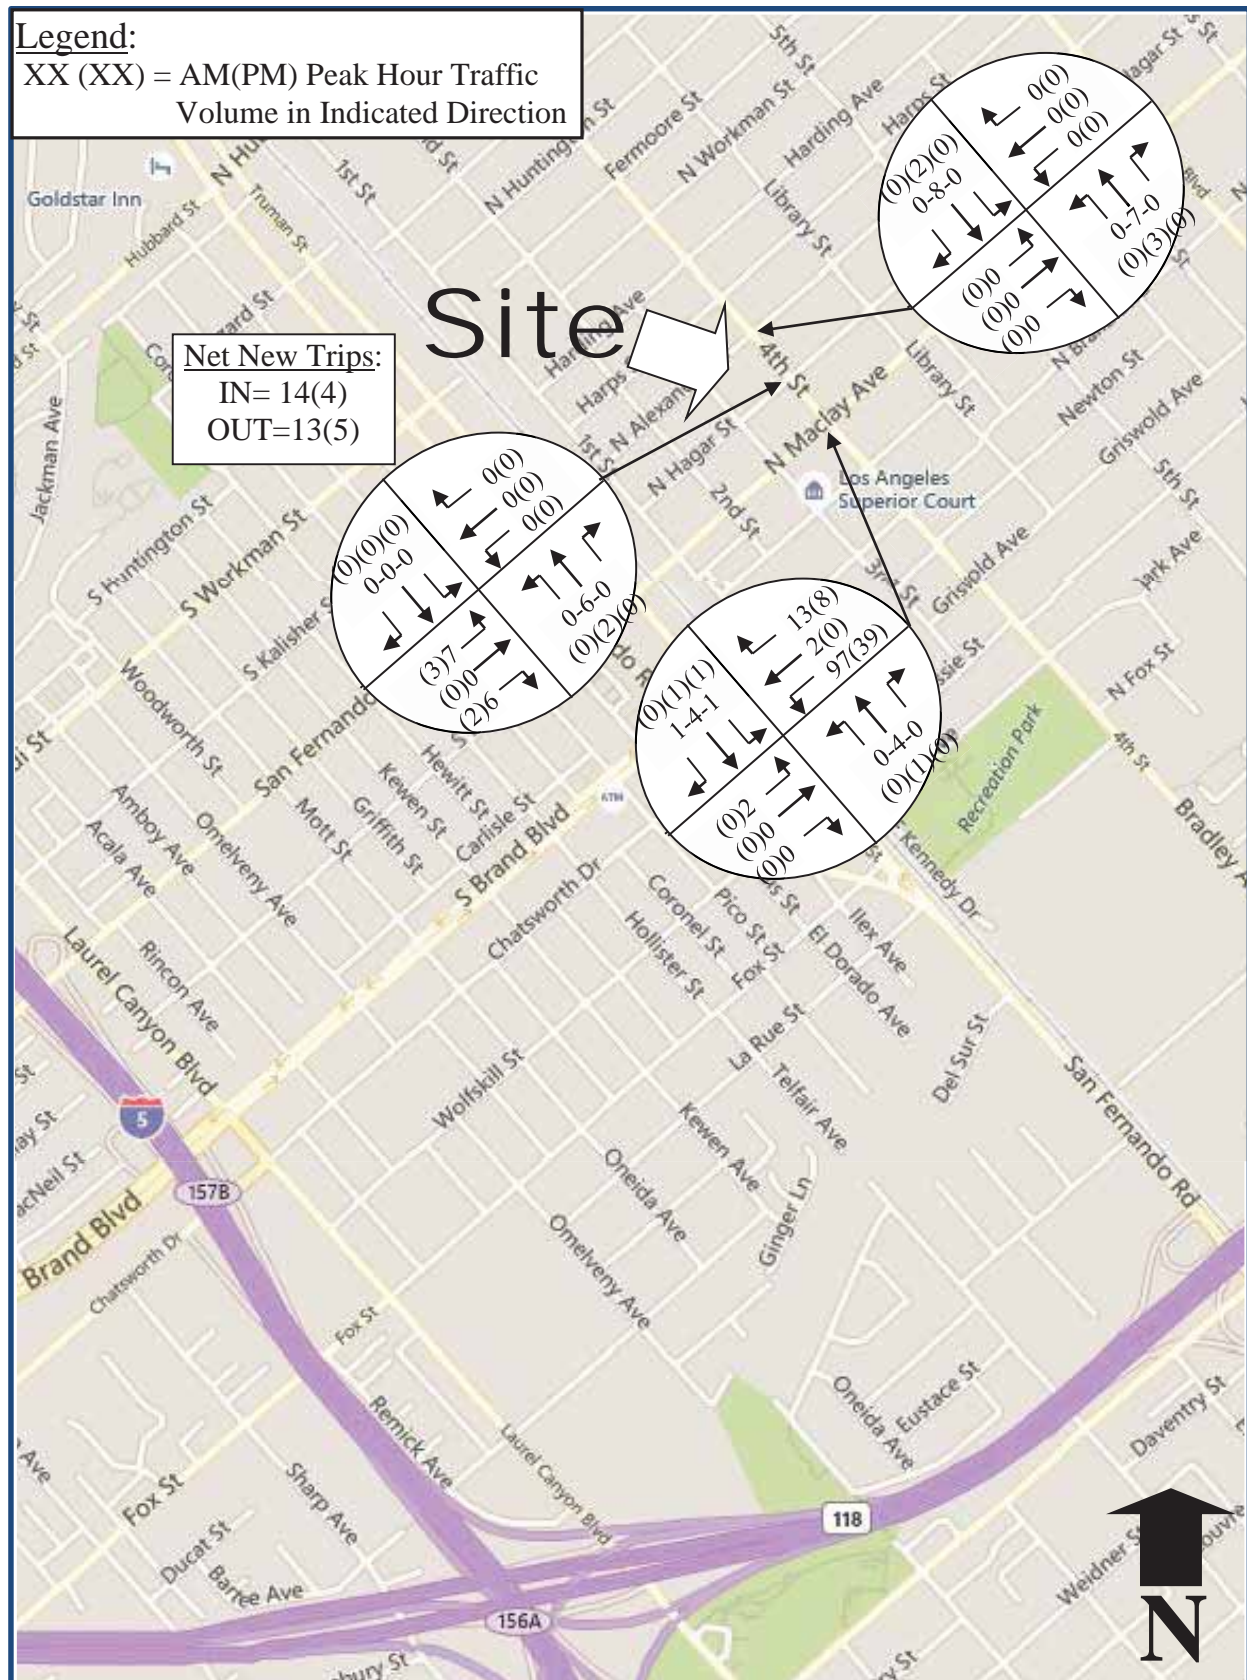 Legend:
XX (XX) = AM(PM) Peak Hour Traffic
Volume in Indicated Direction
5th St
Fermoore St
N Workman St
Harding Ave
Harps St
N Huntington St
1st St
Library St
Goldstar Inn
Truman St
Hubbard St
0(0)
0(0)
0(0)
(0)(2)(0)
0-8-0
0-7-0
(0)(3)(0)
(0)0
(0)0
(0)0
Site
Harding Ave
4th St
Library St
Newton St
Griswold Ave
5th St
N Maclay Ave
N Hagar St
2nd St
1st St
Net New Trips:
IN= 14(4)
OUT=13(5)
Jackman Ave
Los Angeles
Superior Court
S Huntington St
S Workman St
S Kalisher S
0(0)
0(0)
0(0)
(0)(0)(0)
0-0-0
0-6-0
(0)(2)(0)
(3)7
(0)0
(2)6
3rd St
Griswold Ave
Park Ave
N Fox St
4th St
13(8)
2(0)
97(39)
(0)(1)(1)
1-4-1
0-4-0
(0)(1)(0)
(0)2
(0)0
(0)0
Recreation Park
Bradley A
Woodworth St
San Fernando
Hewitt St
Kewen St
Griffith St
Mott St
Carlisle St
S Brand Blvd
ATM
Amboy Ave
Acala Ave
Omelveny Ave
Chatsworth Dr
Kennedy Dr
Coronel St
Pico St
Hollister St
Fox St
El Dorado Ave
Ilex Ave
Laurel Canyon Blvd
Rincon Ave
La Rue St
Telfair Ave
Del Sur St
San Fernando Rd
Wolfskill St
Kewen Ave
Oneida Ave
Ginger Ln
Omelveny Ave
5
157B
MacNeil St
Brand Blvd
Chatsworth Dr
Fox St
Remick Ave
Laurel Canyon Blvd
Oneida Ave
Eustace St
Daventry St
Fox St
Sharp Ave
Ducat St
Barree Ave
118
156A
Weidner St
N